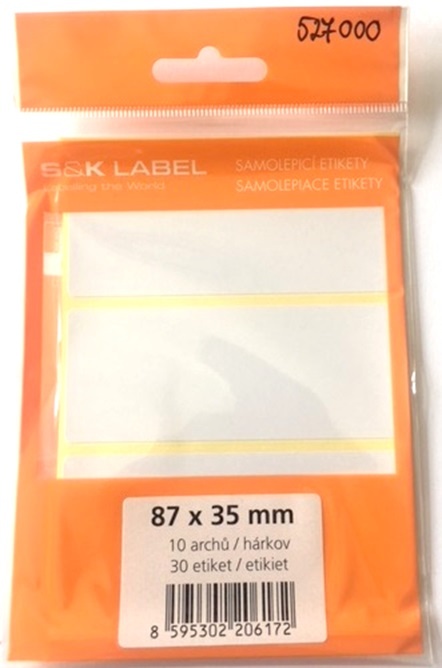 527000
S&K LABEL
Labelling the World
SAMOLEPICÍ ETIKETY
SAMOLEPIACE ETIKETY
87 x 35 mm
10 archů / hárkov
30 etiket / etikiet
8 595302 206172